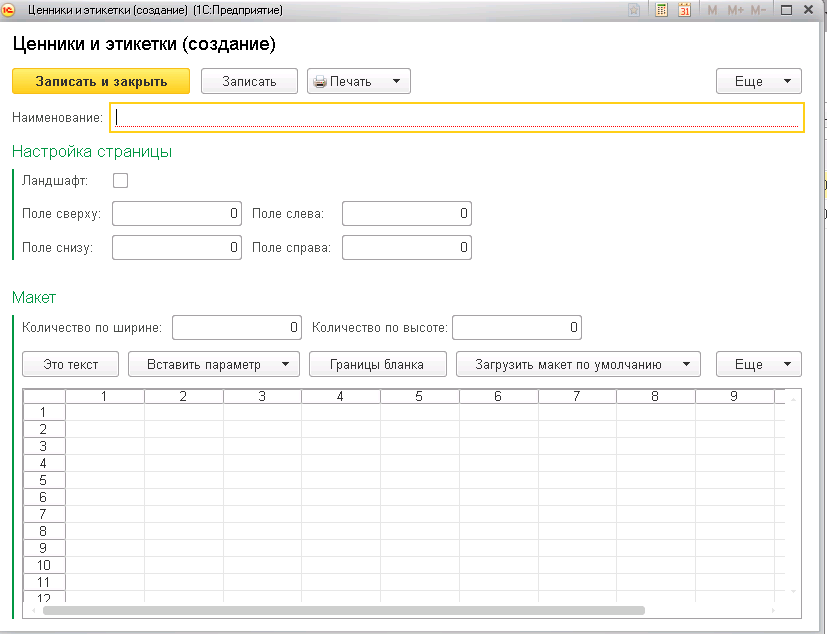 Ценники и этикетки (создание) (1С:Предприятие) 31 M M+ M-
Ценники и этикетки (создание)
Записать и закрыть Записать Печать Еще
Наименование:
Настройка страницы
Ландшафт:
Поле сверху: 0 Поле слева: 0
Поле снизу: 0 Поле справа: 0
Макет
Количество по ширине: 0 Количество по высоте: 0
Это текст Вставить параметр Границы бланка Загрузить макет по умолчанию Еще
1 2 3 4 5 6 7 8 9
1
2
3
4
5
6
7
8
9
10
11
12